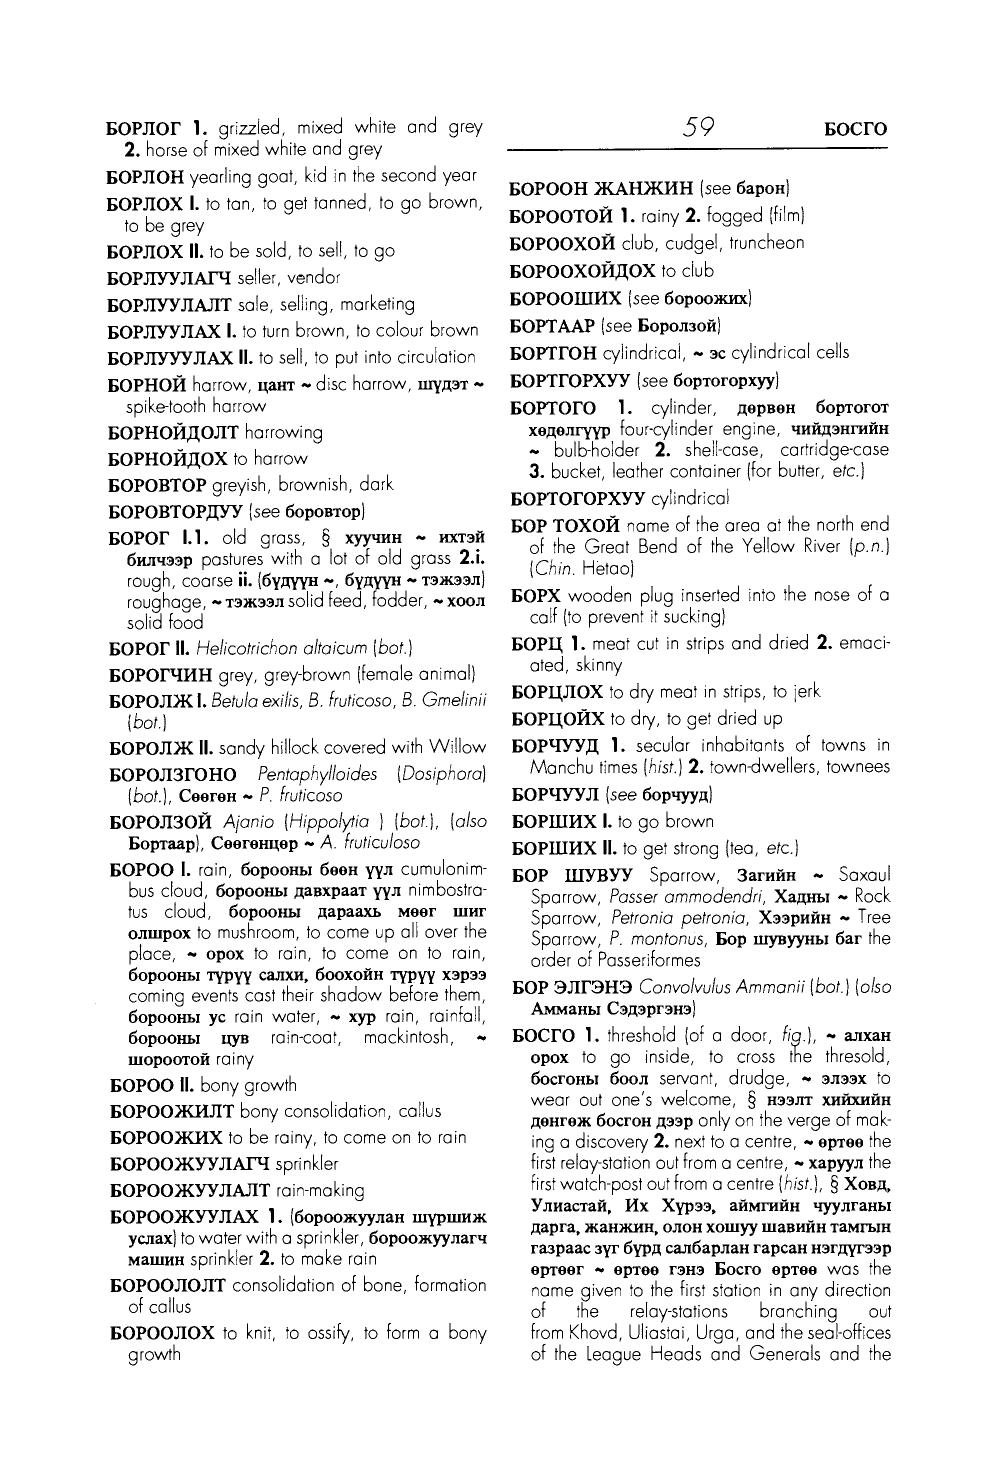 БОРЛОГ 1. grizzled, mixed white and grey
2. horse of mixed white and grey
БОРЛОН yearling goat, kid in the second year
БОРЛОХ I. to tan, to get tanned, to go brown,
to be grey
БОРЛОХ II. to be sold, to sell, to go
БОРЛУУЛАГЧ seller, vendor
БОРЛУУЛАЛТ sale, selling, marketing
БОРЛУУЛАХ I. to turn brown, to colour brown
БОРЛУУУЛАХ II. to sell, to put into circulation
БОРНОЙ harrow, цант ~ disc harrow, шүдэт ~
spike-tooth harrow
БОРНОЙДОЛТ harrowing
БОРНОЙДОХ to harrow
БОРОВТОР greyish, brownish, dark
БОРОВТОРДУУ (see боровтор)
БОРОГ I.1. old grass, § хуучин ~ ихтэй
билчээр pastures with a lot of old grass 2.i.
rough, coarse ii. (бүдүүн ~, бүдүүн ~ тэжээл)
roughage, ~ тэжээл solid feed, fodder, ~ хоол
solid food
БОРОГ II. Helicotrichon altaicum (bot.)
БОРОГЧИН grey, grey-brown (female animal)
БОРОЛЖ I. Betula exilis, B. fruticoso, B. Gmelinii
(bot.)
БОРОЛЖ II. sandy hillock covered with Willow
БОРОЛЗГОНО Pentaphylloides (Dosiphora)
(bot.), Сөөгөн ~ P. fruticoso
БОРОЛЗОЙ Ajanio (Hippolytia ) (bot.), (also
Бортаар), Сөөгөнцөр ~ A. fruticuloso
БОРОО I. rain, борооны бөөн үүл cumulonim-
bus cloud, борооны давхраат үүл nimbostra-
tus cloud, борооны дараахь мөөг шиг
олшрох to mushroom, to come up all over the
place, ~ орох to rain, to come on to rain,
борооны түрүү салхи, боохойн түрүү хэрээ
coming events cast their shadow before them,
борооны ус rain water, ~ хур rain, rainfall,
борооны цув rain-coat, mackintosh, ~
шороотой rainy
БОРОО II. bony growth
БОРООЖИЛТ bony consolidation, callus
БОРООЖИХ to be rainy, to come on to rain
БОРООЖУУЛАГЧ sprinkler
БОРООЖУУЛАЛТ rain-making
БОРООЖУУЛАХ 1. (бороожуулан шүршиж
услах) to water with a sprinkler, бороожуулагч
машин sprinkler 2. to make rain
БОРООЛОЛТ consolidation of bone, formation
of callus
БОРООЛОХ to knit, to ossify, to form a bony
growth
59 БОСГО
БОРООН ЖАНЖИН (see барон)
БОРООТОЙ 1. rainy 2. fogged (film)
БОРООХОЙ club, cudgel, truncheon
БОРООХОЙДОХ to club
БОРООШИХ (see бороожих)
БОРТААР (see Боролзой)
БОРТГОН cylindrical, ~ эс cylindrical cells
БОРТГОРХУУ (see бортогорхуу)
БОРТОГО 1. cylinder, дөрвөн бортогот
хөдөлгүүр four-cylinder engine, чийдэнгийн
~ bulb-holder 2. shell-case, cartridge-case
3. bucket, leather container (for butter, etc.)
БОРТОГОРХУУ cylindrical
БОР ТОХОЙ name of the area at the north end
of the Great Bend of the Yellow River (p.n.)
(Chin. Hetao)
БОРХ wooden plug inserted into the nose of a
calf (to prevent it sucking)
БОРЦ 1. meat cut in strips and dried 2. emaci-
ated, skinny
БОРЦЛОХ to dry meat in strips, to jerk
БОРЦОЙХ to dry, to get dried up
БОРЧУУД 1. secular inhabitants of towns in
Manchu times (hist.) 2. town-dwellers, townees
БОРЧУУЛ (see борчууд)
БОРШИХ I. to go brown
БОРШИХ II. to get strong (tea, etc.)
БОР ШУВУУ Sparrow, Загийн ~ Saxaul
Sparrow, Passer ammodendri, Хадны ~ Rock
Sparrow, Petronia petronia, Хээрийн ~ Tree
Sparrow, P. montonus, Бор шувууны баг the
order of Passeriformes
БОР ЭЛГЭНЭ Convolvulus Ammanii (bot.) (also
Амманы Сэдэргэнэ)
БОСГО 1. threshold (of a door, fig.), ~ алхан
орох to go inside, to cross the thresold,
босгоны боол servant, drudge, ~ элээх to
wear out one's welcome, § нээлт хийхийн
дөнгөж босгон дээр only on the verge of mak-
ing a discovery 2. next to a centre, ~ өртөө the
first relay-station out from a centre, ~ харуул the
first watch-post out from a centre (hist.), § Ховд,
Улиастай, Их Хүрээ, аймгийн чуулганы
дарга, жанжин, олон хошуу шавийн тамгын
газраас зүг бүрд салбарлан гарсан нэгдүгээр
өртөөг ~ өртөө гэнэ Босго өртөө was the
name given to the first station in any direction
of the relay-stations branching out
from Khovd, Uliastai, Urga, and the seal-offices
of the League Heads and Generals and the